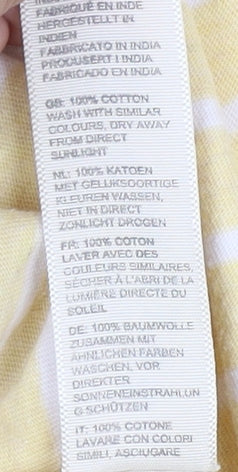 FABRIQUÉ EN INDE
HERGESTELLT IN
INDIEN
FABBRICATO IN INDIA
PRODUSERT I INDIA
FABRICADO EN INDIA
GB: 100% COTTON
WASH WITH SIMILAR
COLOURS, DRY AWAY
FROM DIRECT
SUNLIGHT
NL: 100% KATOEN
MET GELIJKSOORTIGE
KLEUREN WASSEN,
NIET IN DIRECT
ZONLICHT DROGEN
FR: 100% COTON
LAVER AVEC DES
COULEURS SIMILAIRES,
SÉCHER À L'ABRI DE LA
LUMIÈRE DIRECTE DU
SOLEIL
DE: 100% BAUMWOLLE
ZUSAMMEN MIT
ÄHNLICHEN FARBEN
WASCHEN, VOR
DIREKTER
SONNENEINSTRAHLUN
G SCHÜTZEN
IT: 100% COTONE
LAVARE CON COLORI
SIMILI, ASCIUGARE